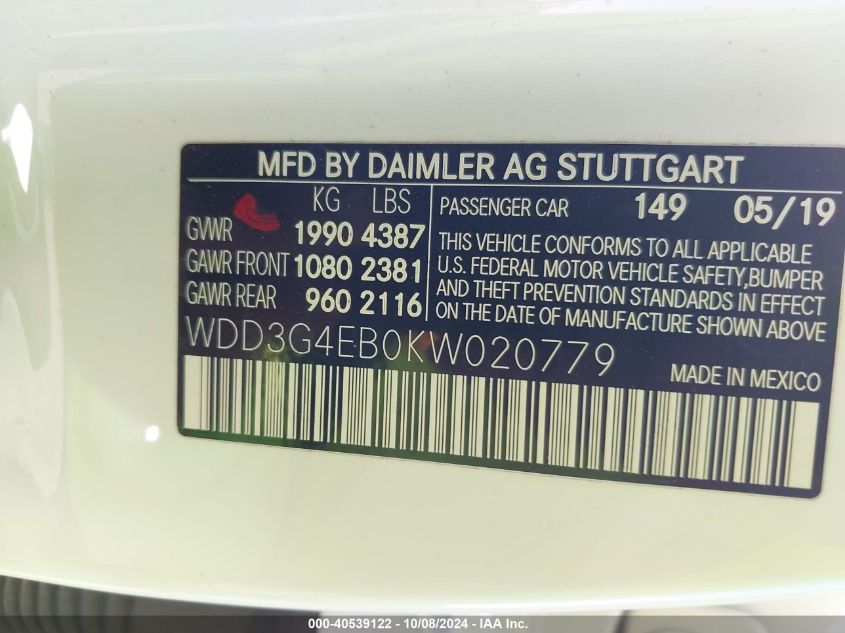 MFD BY DAIMLER AG STUTTGART
KG LBS
GVWR 1990 4387
GAWR FRONT 1080 2381
GAWR REAR 960 2116
PASSENGER CAR 149 05/19
THIS VEHICLE CONFORMS TO ALL APPLICABLE
U.S. FEDERAL MOTOR VEHICLE SAFETY,BUMPER
AND THEFT PREVENTION STANDARDS IN EFFECT
ON THE DATE OF MANUFACTURE SHOWN ABOVE
WDD3G4EB0KW020779
MADE IN MEXICO
000-40539122 - 10/08/2024 - IAA Inc.